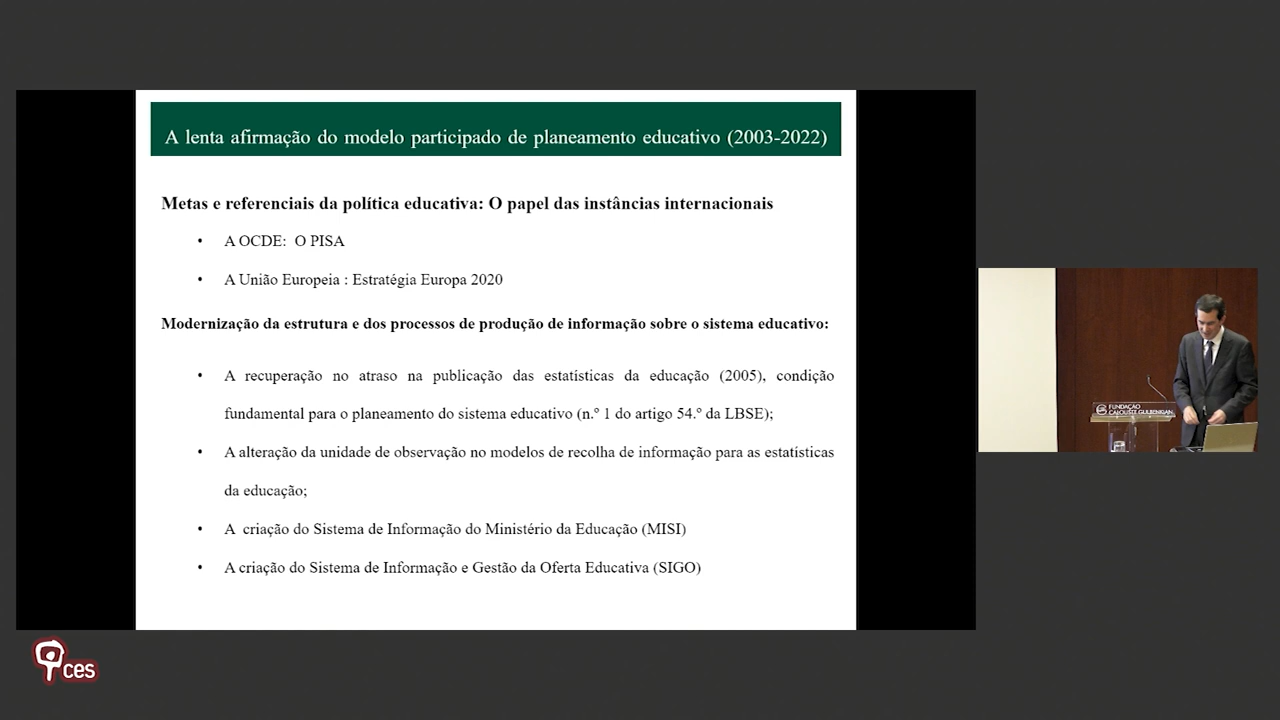 A lenta afirmação do modelo participado de planeamento educativo (2003-2022)
Metas e referenciais da política educativa: O papel das instâncias internacionais
• A OCDE: O PISA
• A União Europeia : Estratégia Europa 2020
Modernização da estrutura e dos processos de produção de informação sobre o sistema educativo:
• A recuperação no atraso na publicação das estatísticas da educação (2005), condição
fundamental para o planeamento do sistema educativo (n.º 1 do artigo 54.º da LBSE);
• A alteração da unidade de observação no modelos de recolha de informação para as estatísticas
da educação;
• A criação do Sistema de Informação do Ministério da Educação (MISI)
• A criação do Sistema de Informação e Gestão da Oferta Educativa (SIGO)
FUNDAÇÃO
CALOUSTE GULBENKIAN
ces